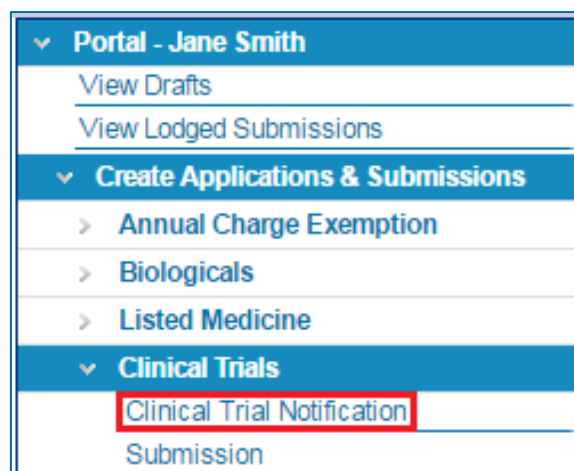 Portal - Jane Smith
View Drafts
View Lodged Submissions
Create Applications & Submissions
Annual Charge Exemption
Biologicals
Listed Medicine
Clinical Trials
Clinical Trial Notification
Submission